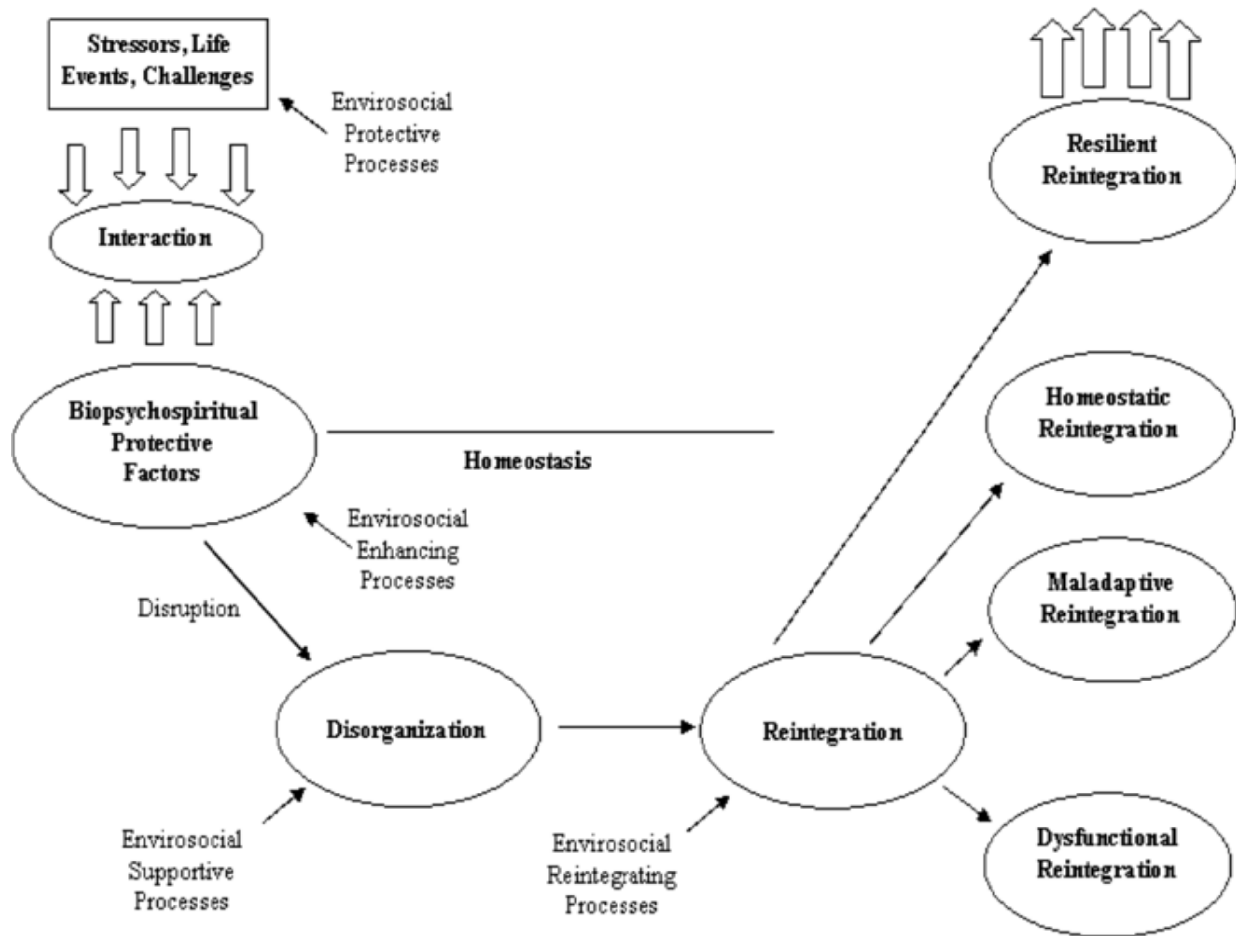 Stressors, Life
Events, Challenges
Envirosocial
Protective
Processes
Interaction
Resilient
Reintegration
Biopsychospiritual
Protective
Factors
Homeostasis
Homeostatic
Reintegration
Envirosocial
Enhancing
Processes
Disruption
Maladaptive
Reintegration
Disorganization
Reintegration
Envirosocial
Supportive
Processes
Envirosocial
Reintegrating
Processes
Dysfunctional
Reintegration